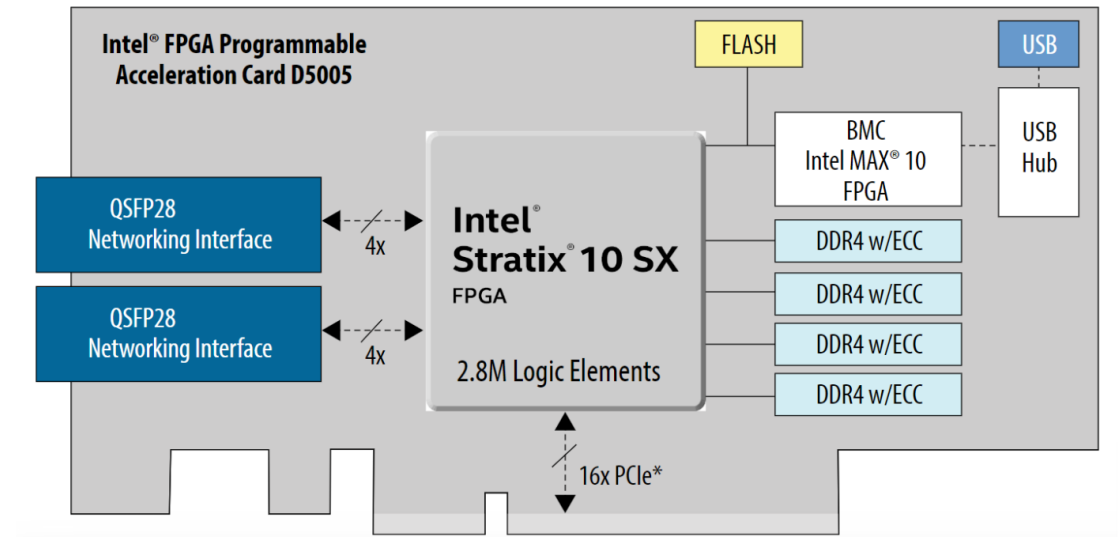 Intel® FPGA Programmable
Acceleration Card D5005
FLASH
USB
BMC
Intel MAX® 10
FPGA
USB
Hub
QSFP28
Networking Interface
4x
Intel®
Stratix® 10 SX
FPGA
2.8M Logic Elements
DDR4 w/ECC
DDR4 w/ECC
QSFP28
Networking Interface
4x
DDR4 w/ECC
DDR4 w/ECC
16x PCIe*